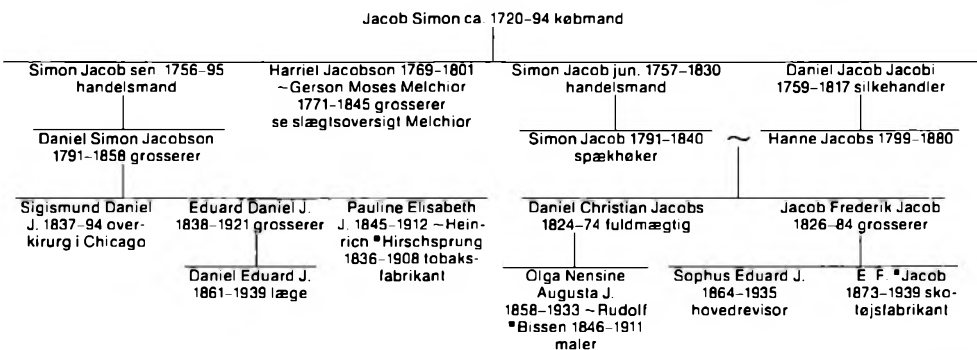 Jacob Simon ca. 1720–94 købmand
Simon Jacob sen. 1756–95
handelsmand
Harriel Jacobson 1769–1801
~Gerson Moses Melchior
1771–1845 grosserer
se slægtsoversigt Melchior
Simon Jacob jun. 1757–1830
handelsmand
Daniel Jacob Jacobi
1759–1817 silkehandler
Daniel Simon Jacobson
1791–1858 grosserer
Simon Jacob 1791–1840
spækhøker
~
Hanne Jacobs 1799–1880
Sigismund Daniel
J. 1837–94 over-
kirurg i Chicago
Eduard Daniel J.
1838–1921 grosserer
Pauline Elisabeth
J. 1845–1912 ~Hein-
rich *Hirschsprung
1836–1908 tobaks-
fabrikant
Daniel Christian Jacobs
1824–74 fuldmægtig
Jacob Frederik Jacob
1826–84 grosserer
Daniel Eduard J.
1861–1939 læge
Olga Nensine
Augusta J.
1858–1933 ~Rudolf
*Bissen 1846–1911
maler
Sophus Eduard J.
1864–1935
hovedrevisor
E. F. *Jacob
1873–1939 sko-
tøjsfabrikant